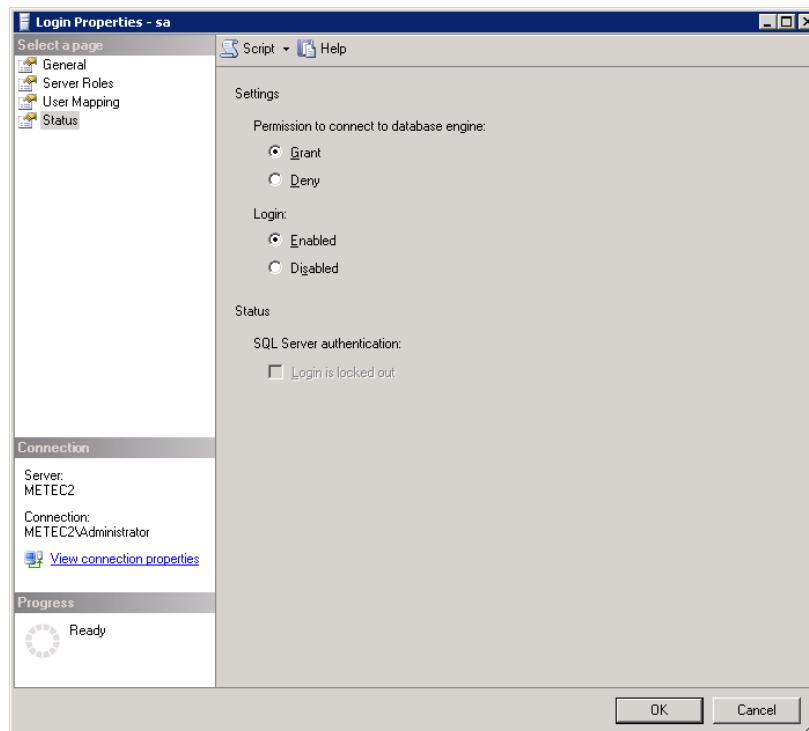 Login Properties - sa
Select a page
General
Server Roles
User Mapping
Status
Script
Help
Settings
Permission to connect to database engine:
Grant
Deny
Login:
Enabled
Disabled
Status
SQL Server authentication:
Login is locked out
Connection
Server:
METEC2
Connection:
METEC2\Administrator
View connection properties
Progress
Ready
OK
Cancel